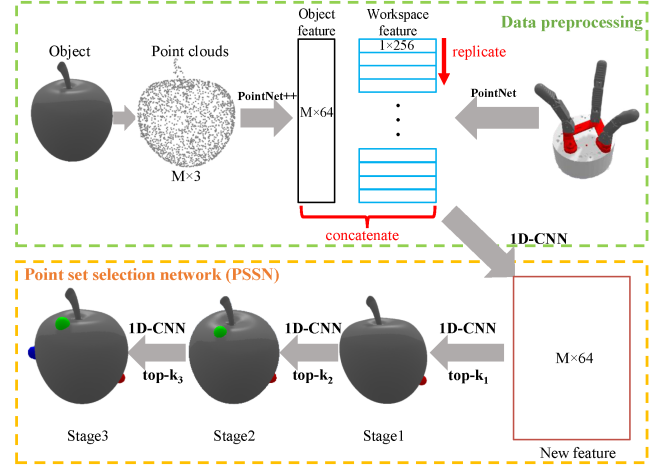 Data preprocessing
Object
Point clouds
Object
feature
Workspace
feature
1×256
replicate
PointNet++
PointNet
M×64
M×3
concatenate
1D-CNN
Point set selection network (PSSN)
1D-CNN
1D-CNN
1D-CNN
top-k₃
top-k₂
top-k₁
M×64
Stage3
Stage2
Stage1
New feature